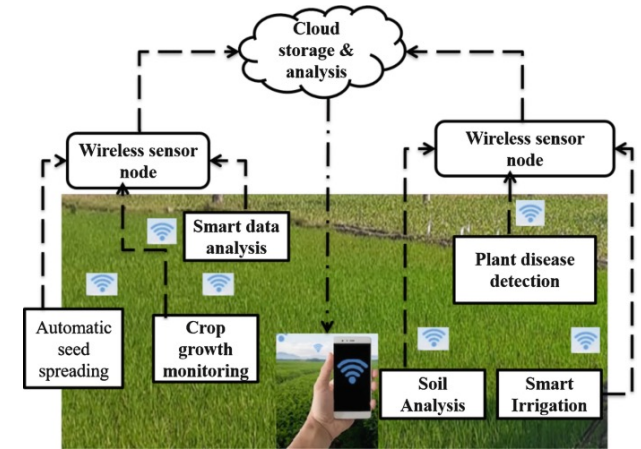 Cloud
storage &
analysis
Wireless sensor
node
Wireless sensor
node
Smart data
analysis
Plant disease
detection
Automatic
seed
spreading
Crop
growth
monitoring
Soil
Analysis
Smart
Irrigation